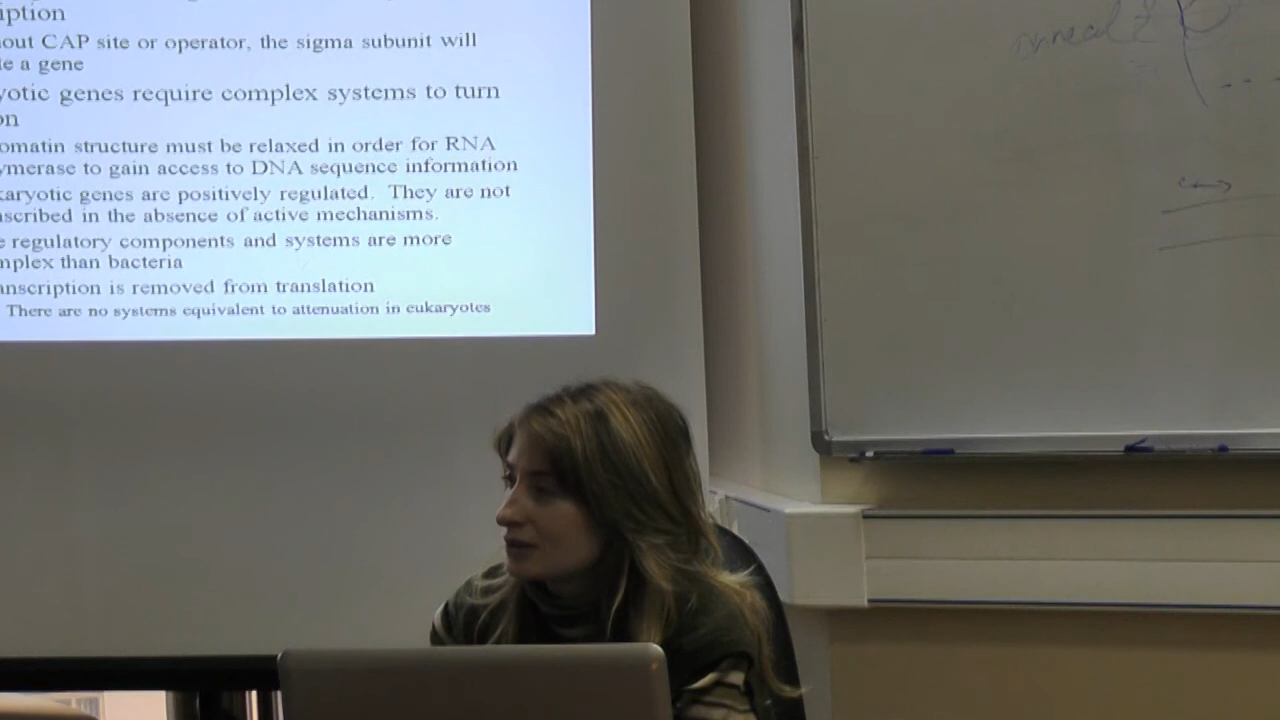 iption
out CAP site or operator, the sigma subunit will
e a gene
yotic genes require complex systems to turn
on
omatin structure must be relaxed in order for RNA
ymerase to gain access to DNA sequence information
karyotic genes are positively regulated. They are not
nscribed in the absence of active mechanisms.
e regulatory components and systems are more
mplex than bacteria
anscription is removed from translation
There are no systems equivalent to attenuation in eukaryotes